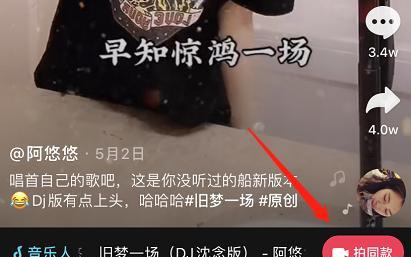 早知惊鸿一场
3.4w
4.0w
@阿悠悠 · 5月2日
唱首自己的歌吧，这是你没听过的船新版本
😂Dj版有点上头，哈哈哈#旧梦一场 #原创
音乐人
旧梦一场（DJ沈念版） - 阿悠
拍同款